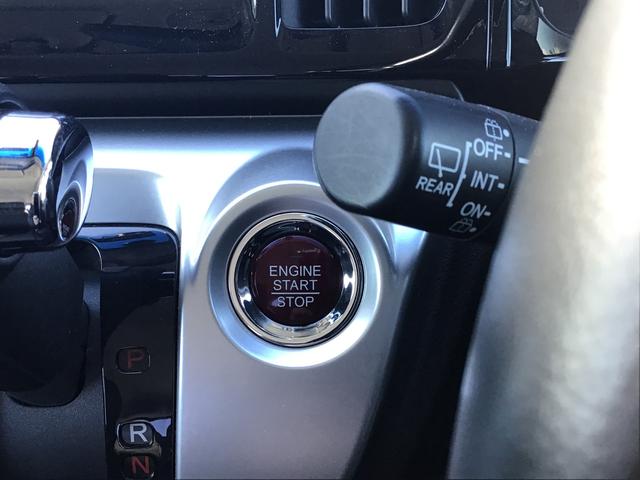 OFF
INT
REAR
ON
ENGINE
START
STOP
P
R
N